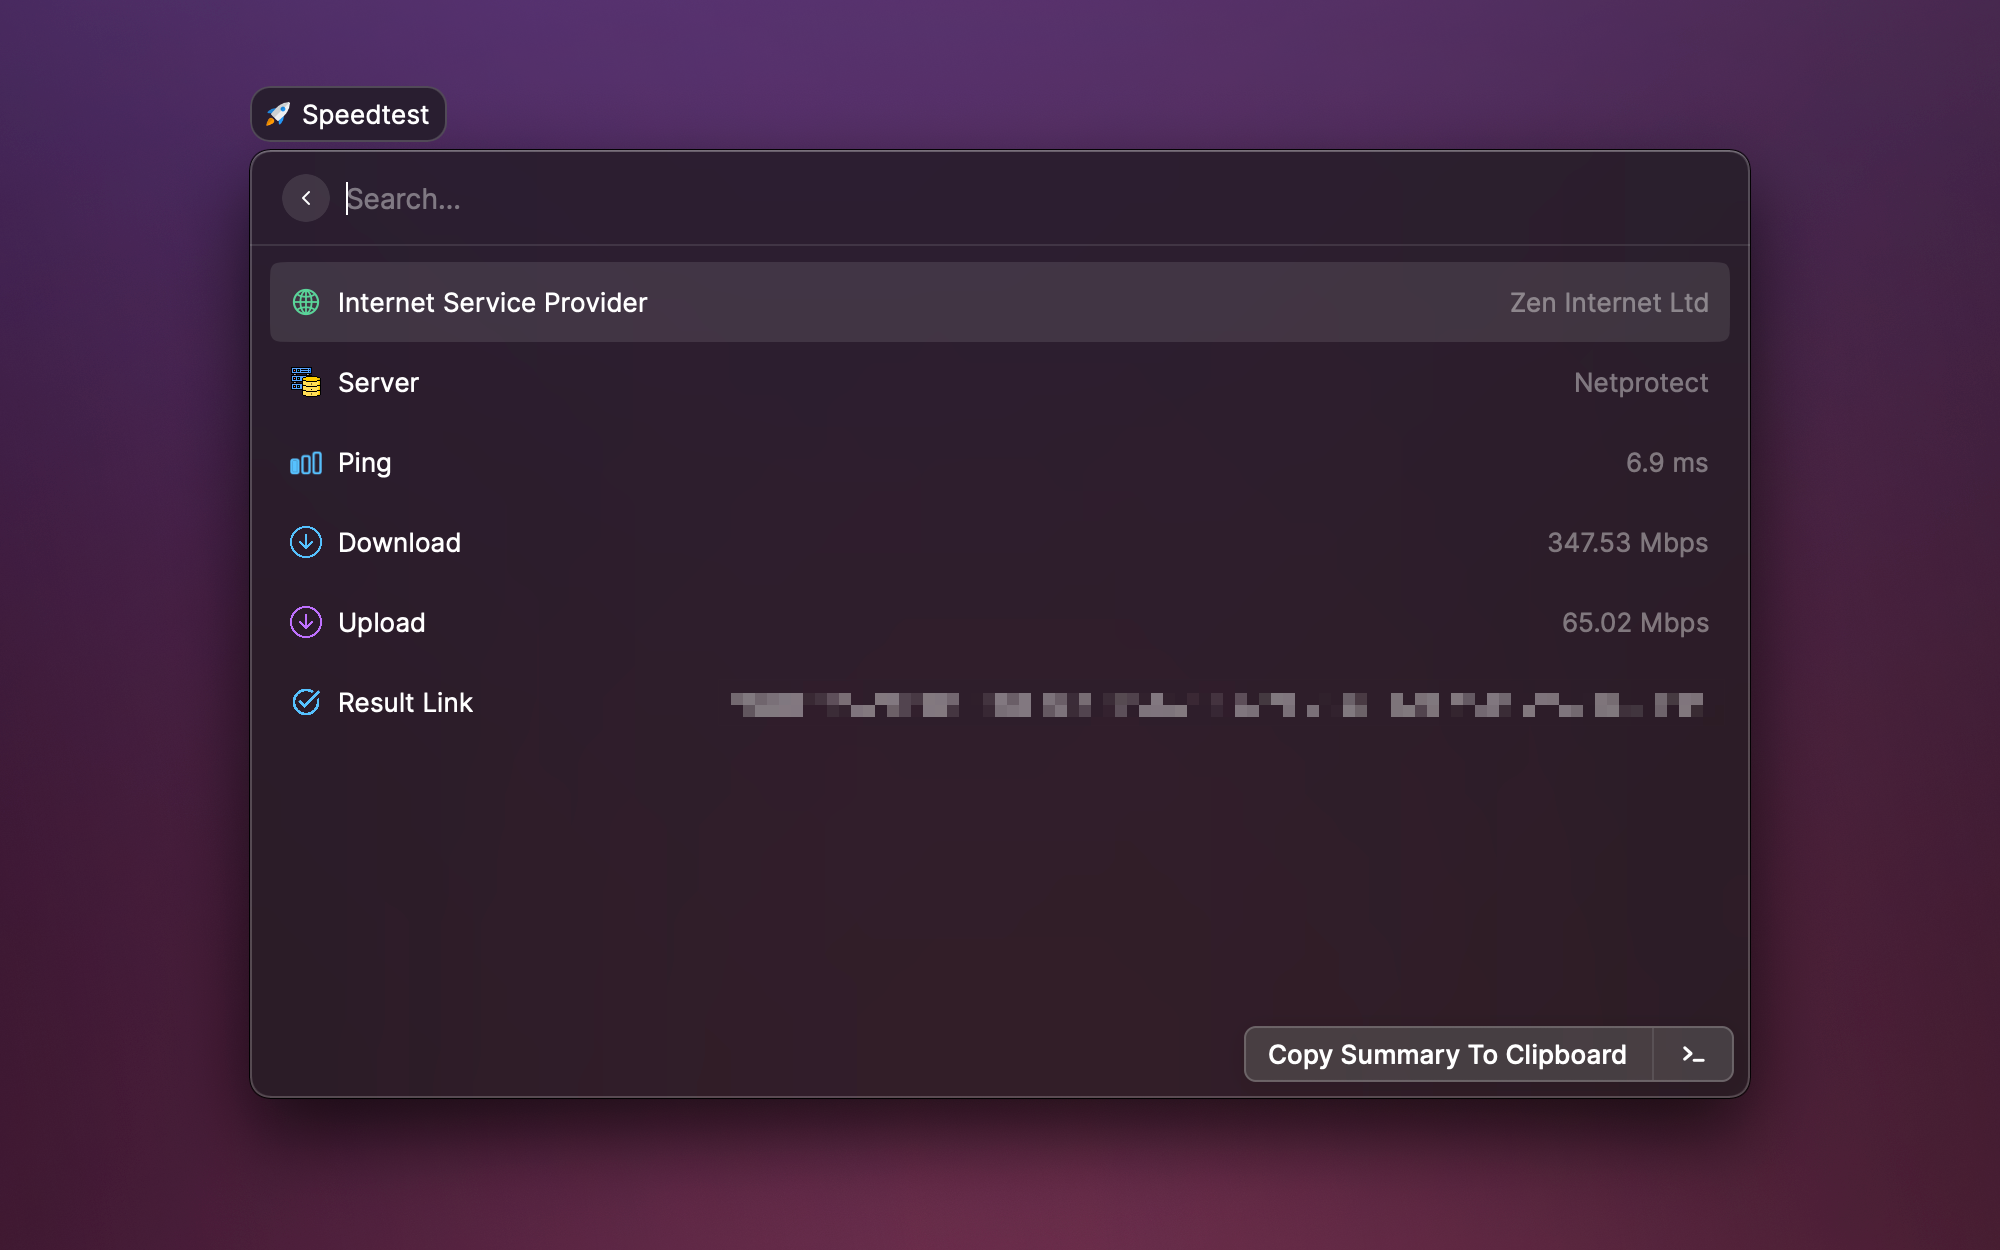 Speedtest
Search...
Internet Service Provider Zen Internet Ltd
Server Netprotect
Ping 6.9 ms
Download 347.53 Mbps
Upload 65.02 Mbps
Result Link
Copy Summary To Clipboard >_